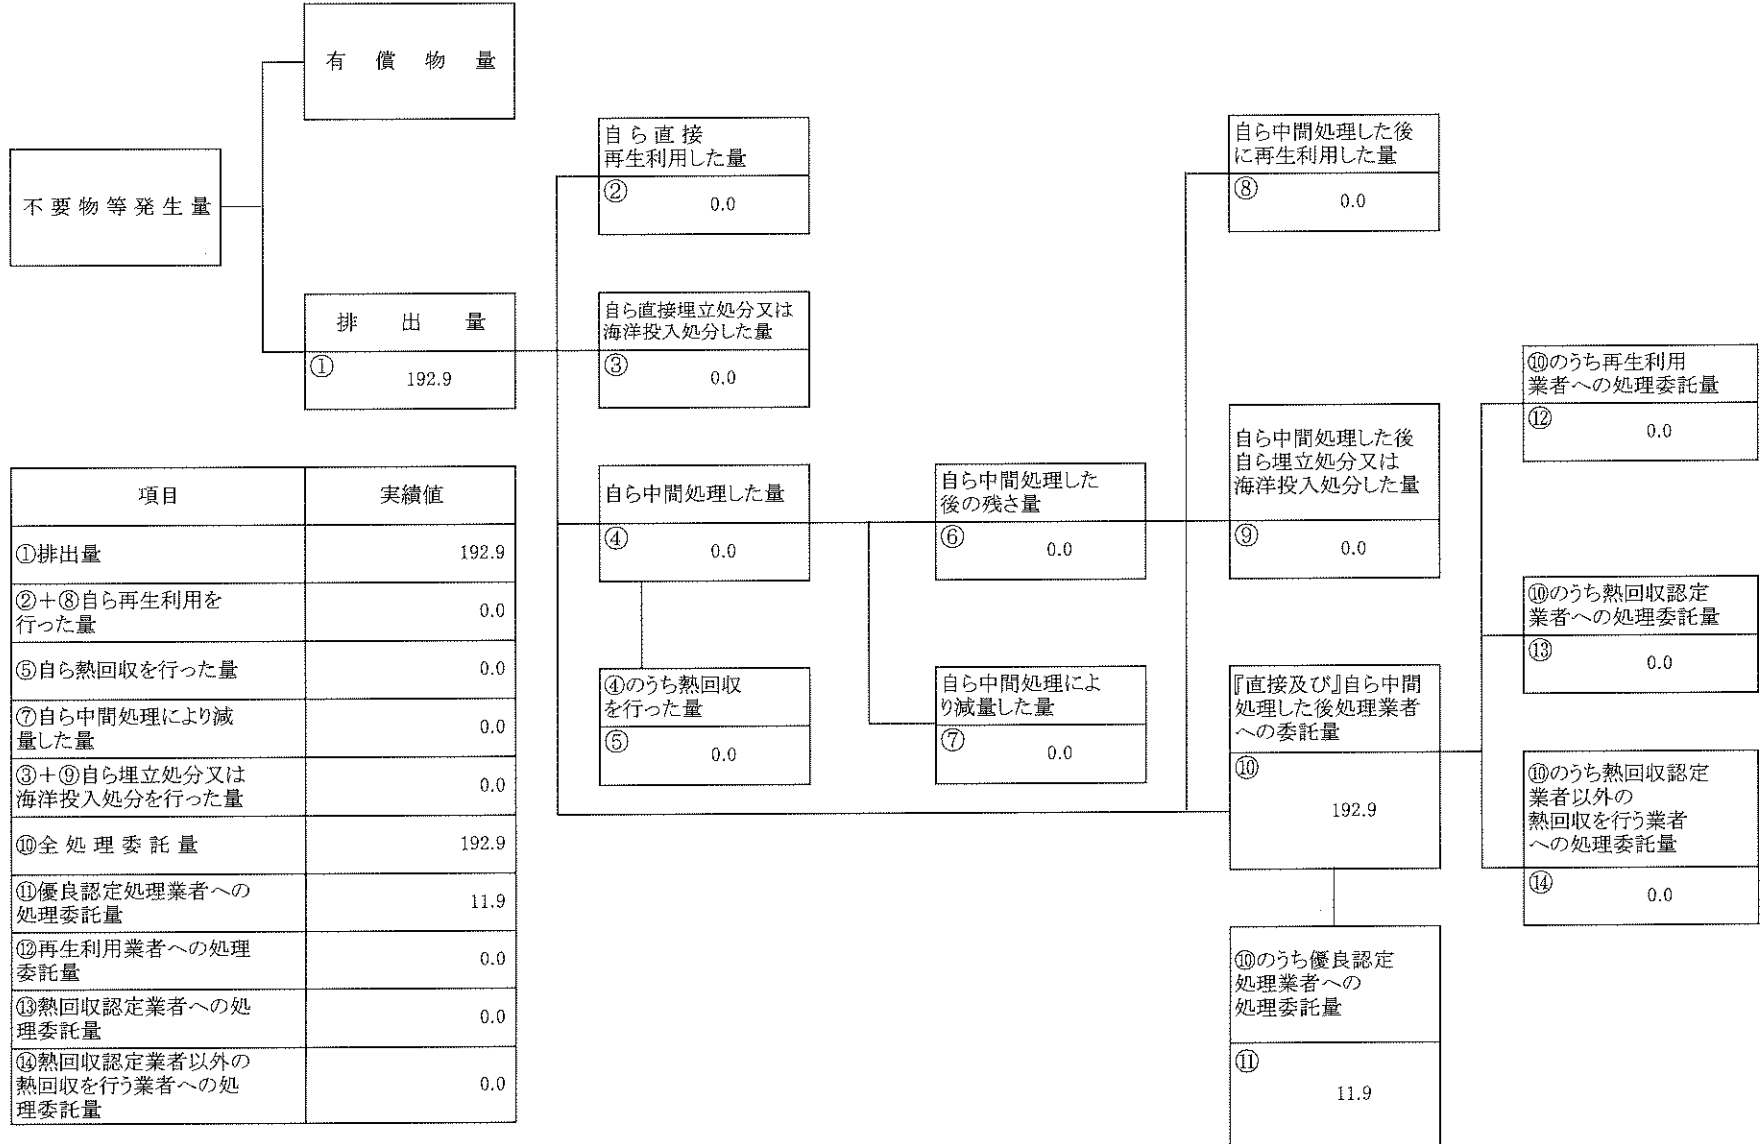 有償物量
不要物等発生量
排出量
①
192.9
自ら直接
再生利用した量
②
0.0
自ら直接埋立処分又は
海洋投入処分した量
③
0.0
自ら中間処理した量
④
0.0
④のうち熱回収
を行った量
⑤
0.0
自ら中間処理した
後の残さ量
⑥
0.0
自ら中間処理によ
り減量した量
⑦
0.0
自ら中間処理した後
に再生利用した量
⑧
0.0
自ら中間処理した後
自ら埋立処分又は
海洋投入処分した量
⑨
0.0
『直接及び』自ら中間
処理した後処理業者
への委託量
⑩
192.9
⑩のうち優良認定
処理業者への
処理委託量
⑪
11.9
⑩のうち再生利用
業者への処理委託量
⑫
0.0
⑩のうち熱回収認定
業者への処理委託量
⑬
0.0
⑩のうち熱回収認定
業者以外の
熱回収を行う業者
への処理委託量
⑭
0.0
項目 実績値
①排出量 192.9
②+⑧自ら再生利用を
行った量 0.0
⑤自ら熱回収を行った量 0.0
⑦自ら中間処理により減
量した量 0.0
③+⑨自ら埋立処分又は
海洋投入処分を行った量 0.0
⑩全処理委託量 192.9
⑪優良認定処理業者への
処理委託量 11.9
⑫再生利用業者への処理
委託量 0.0
⑬熱回収認定業者への処
理委託量 0.0
⑭熱回収認定業者以外の
熱回収を行う業者への処
理委託量 0.0